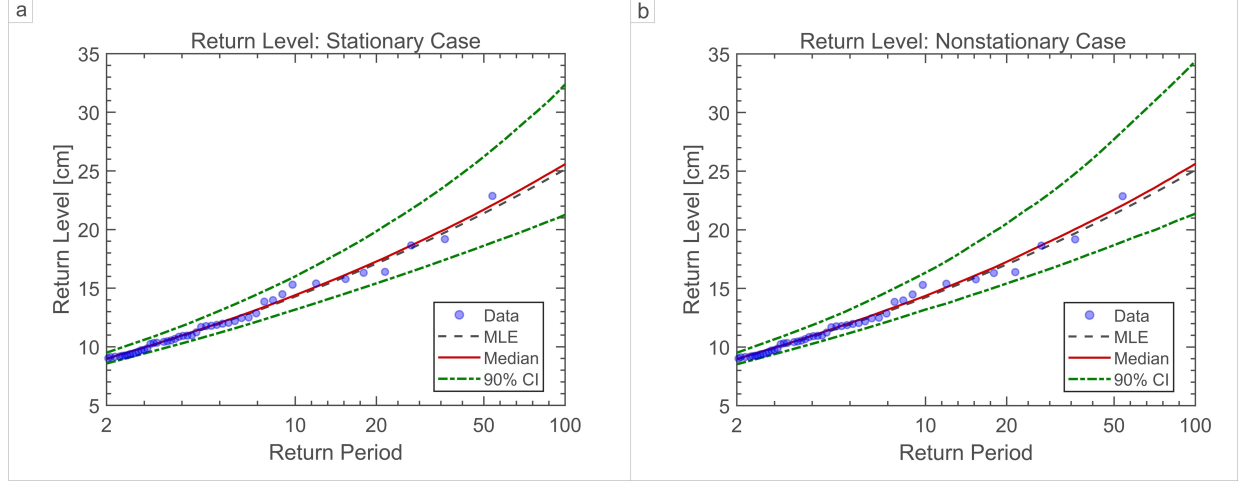 a
Return Level: Stationary Case
35
30
25
20
15
10
5
Return Level [cm]
Data
MLE
Median
90% CI
2 10 20 50 100
Return Period
b
Return Level: Nonstationary Case
35
30
25
20
15
10
5
Return Level [cm]
Data
MLE
Median
90% CI
2 10 20 50 100
Return Period